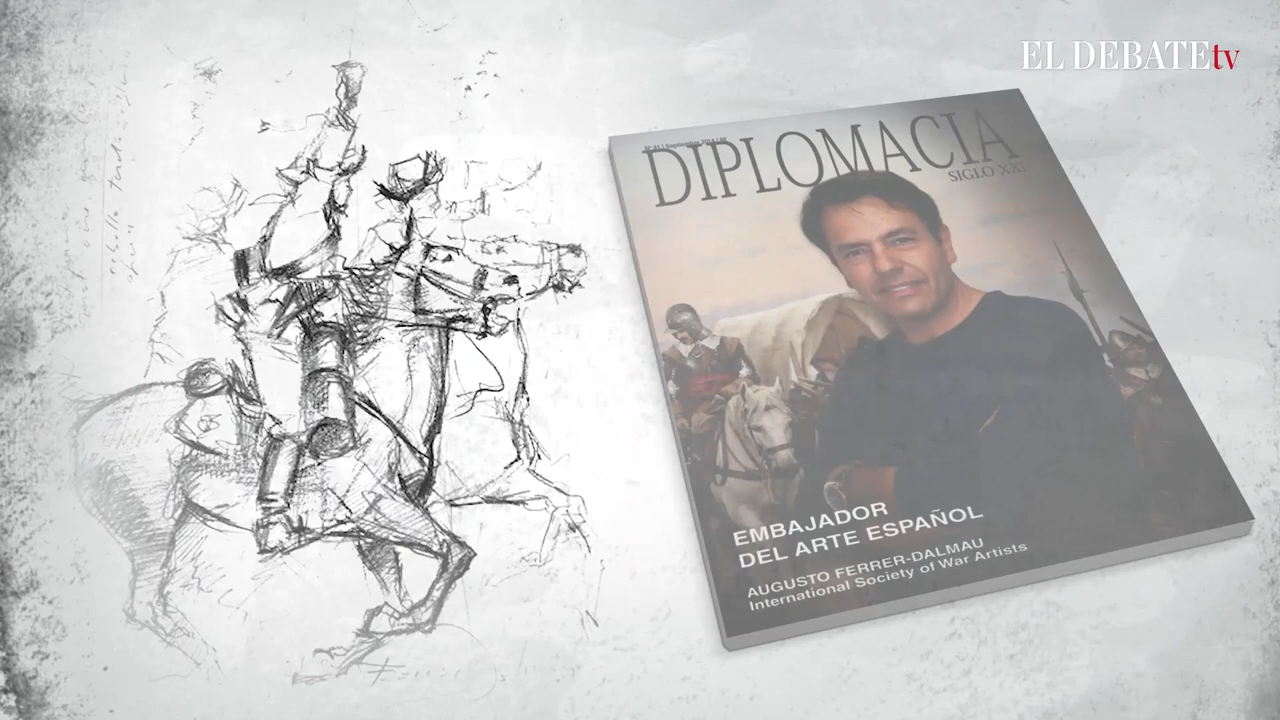 EL DEBATEtv
DIPLOMACIA
SIGLO XXI
EMBAJADOR
DEL ARTE ESPAÑOL
AUGUSTO FERRER-DALMAU
International Society of War Artists